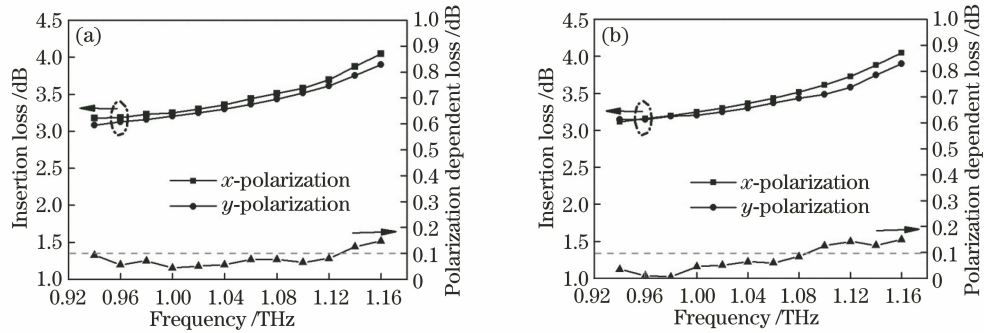 (a)
Insertion loss /dB
4.5
4.0
3.5
3.0
2.5
2.0
1.5
1.0
x-polarization
y-polarization
1.0
0.9
0.8
0.7
0.6
0.5
0.4
0.3
0.2
0.1
0
Polarization dependent loss /dB
0.92 0.96 1.00 1.04 1.08 1.12 1.16
Frequency /THz
(b)
Insertion loss /dB
4.5
4.0
3.5
3.0
2.5
2.0
1.5
1.0
x-polarization
y-polarization
1.0
0.9
0.8
0.7
0.6
0.5
0.4
0.3
0.2
0.1
0
Polarization dependent loss /dB
0.92 0.96 1.00 1.04 1.08 1.12 1.16
Frequency /THz